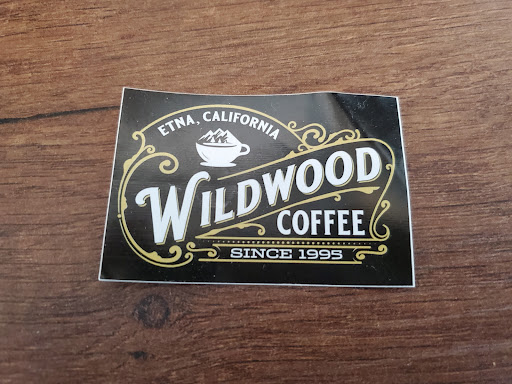 ETNA, CALIFORNIA
WILDWOOD
COFFEE
SINCE 1995